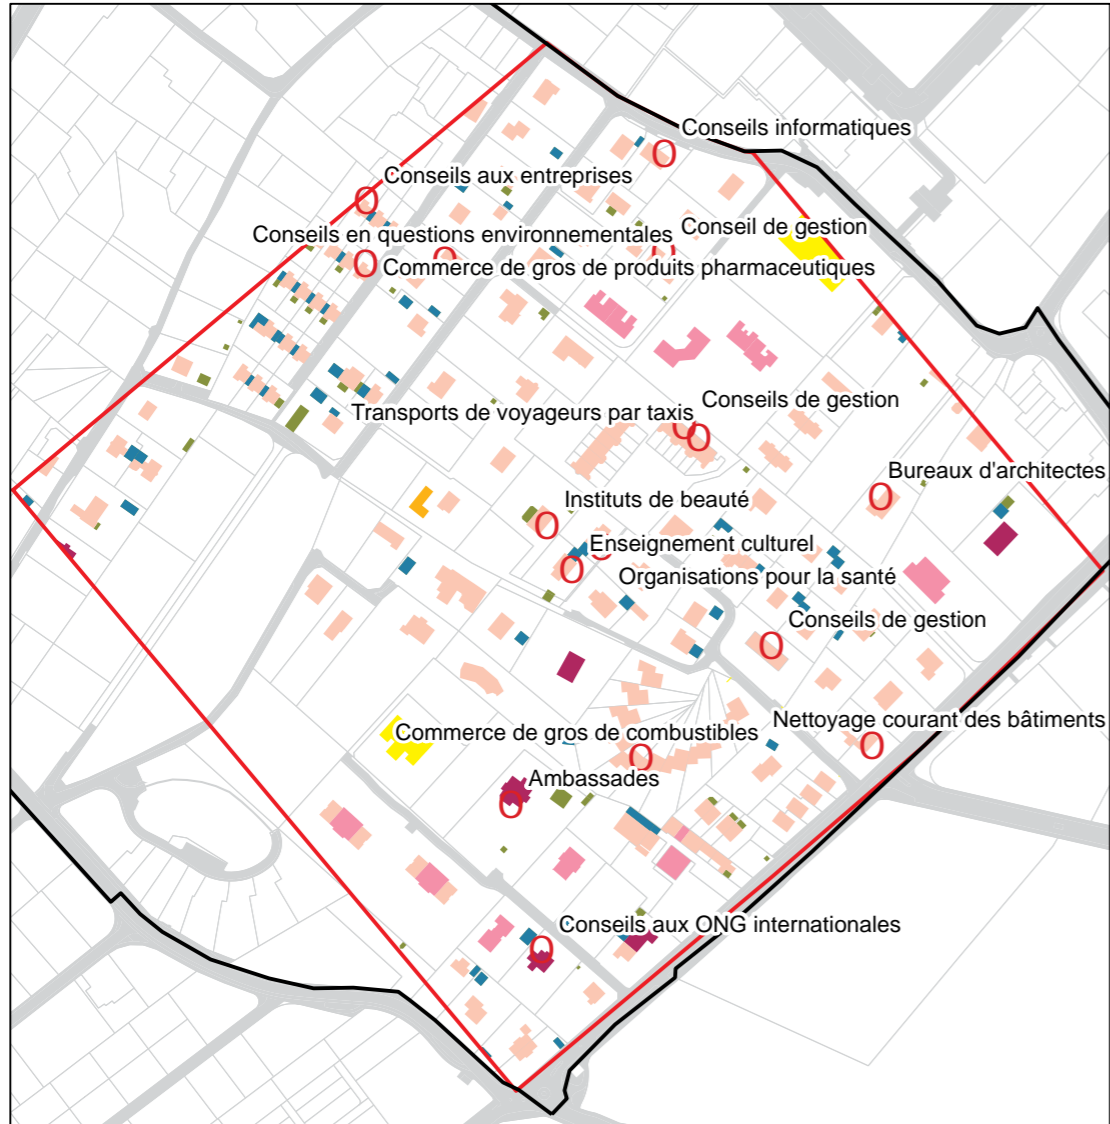 Conseils informatiques
Conseils aux entreprises
Conseil de gestion
Conseils en questions environnementales
Commerce de gros de produits pharmaceutiques
Conseils de gestion
Transports de voyageurs par taxis
Bureaux d'architectes
Instituts de beauté
Enseignement culturel
Organisations pour la santé
Conseils de gestion
Nettoyage courant des bâtiments
Commerce de gros de combustibles
Ambassades
Conseils aux ONG internationales